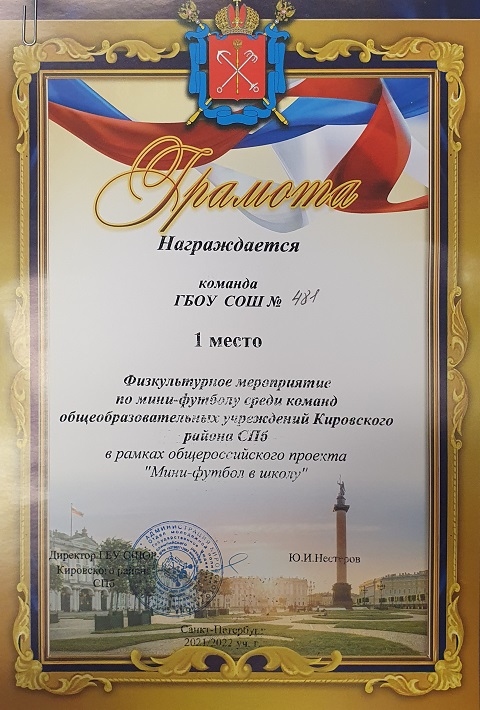 Грамота
Награждается
команда
ГБОУ СОШ № 481
1 место
Физкультурное мероприятие
по мини-футболу среди команд
общеобразовательных учреждений Кировского
района СПб
в рамках общероссийского проекта
"Мини-футбол в школу"
Директор ГБУ
Кировского района
СПб
Ю.И.Нестеров
АДМИНИСТРАЦИЯ
Санкт-Петербург
2021/2022 уч. г.